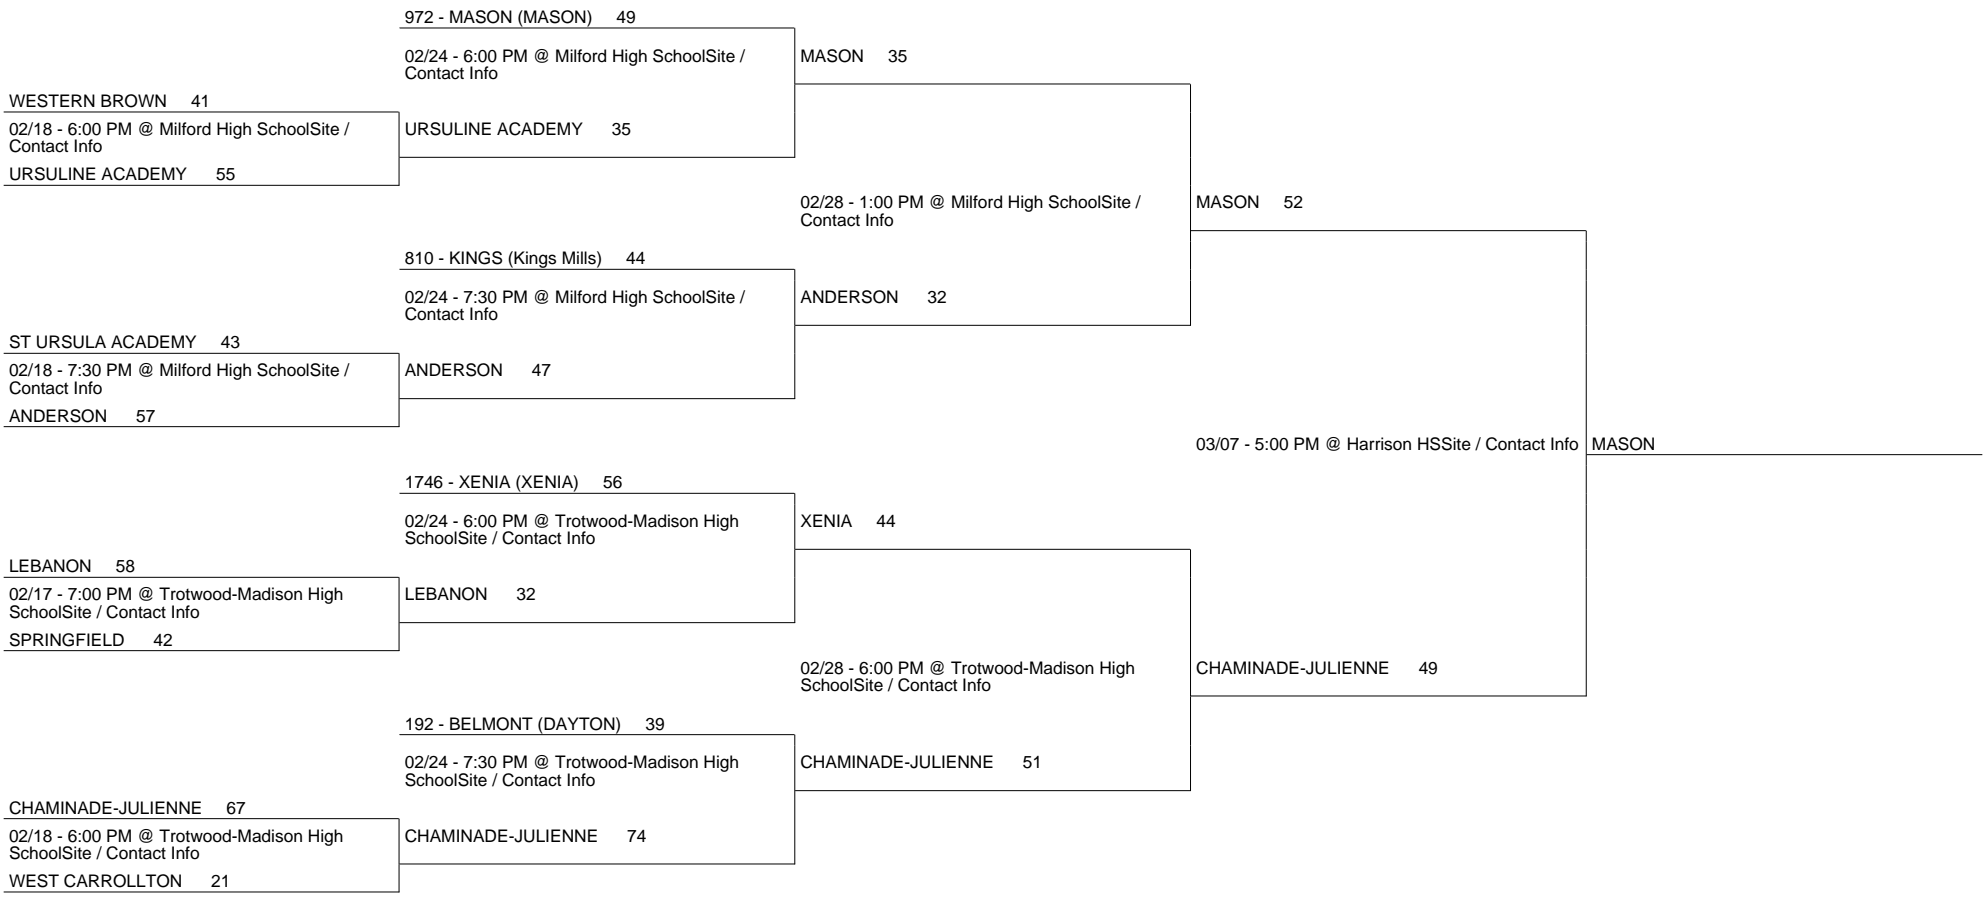 972 - MASON (MASON) 49
02/24 - 6:00 PM @ Milford High SchoolSite /
Contact Info
MASON 35
WESTERN BROWN 41
02/18 - 6:00 PM @ Milford High SchoolSite /
Contact Info
URSULINE ACADEMY 35
URSULINE ACADEMY 55
02/28 - 1:00 PM @ Milford High SchoolSite /
Contact Info
MASON 52
810 - KINGS (Kings Mills) 44
02/24 - 7:30 PM @ Milford High SchoolSite /
Contact Info
ANDERSON 32
ST URSULA ACADEMY 43
02/18 - 7:30 PM @ Milford High SchoolSite /
Contact Info
ANDERSON 47
ANDERSON 57
03/07 - 5:00 PM @ Harrison HSSite / Contact Info
MASON
1746 - XENIA (XENIA) 56
02/24 - 6:00 PM @ Trotwood-Madison High
SchoolSite / Contact Info
XENIA 44
LEBANON 58
02/17 - 7:00 PM @ Trotwood-Madison High
SchoolSite / Contact Info
LEBANON 32
SPRINGFIELD 42
02/28 - 6:00 PM @ Trotwood-Madison High
SchoolSite / Contact Info
CHAMINADE-JULIENNE 49
192 - BELMONT (DAYTON) 39
02/24 - 7:30 PM @ Trotwood-Madison High
SchoolSite / Contact Info
CHAMINADE-JULIENNE 51
CHAMINADE-JULIENNE 67
02/18 - 6:00 PM @ Trotwood-Madison High
SchoolSite / Contact Info
CHAMINADE-JULIENNE 74
WEST CARROLLTON 21